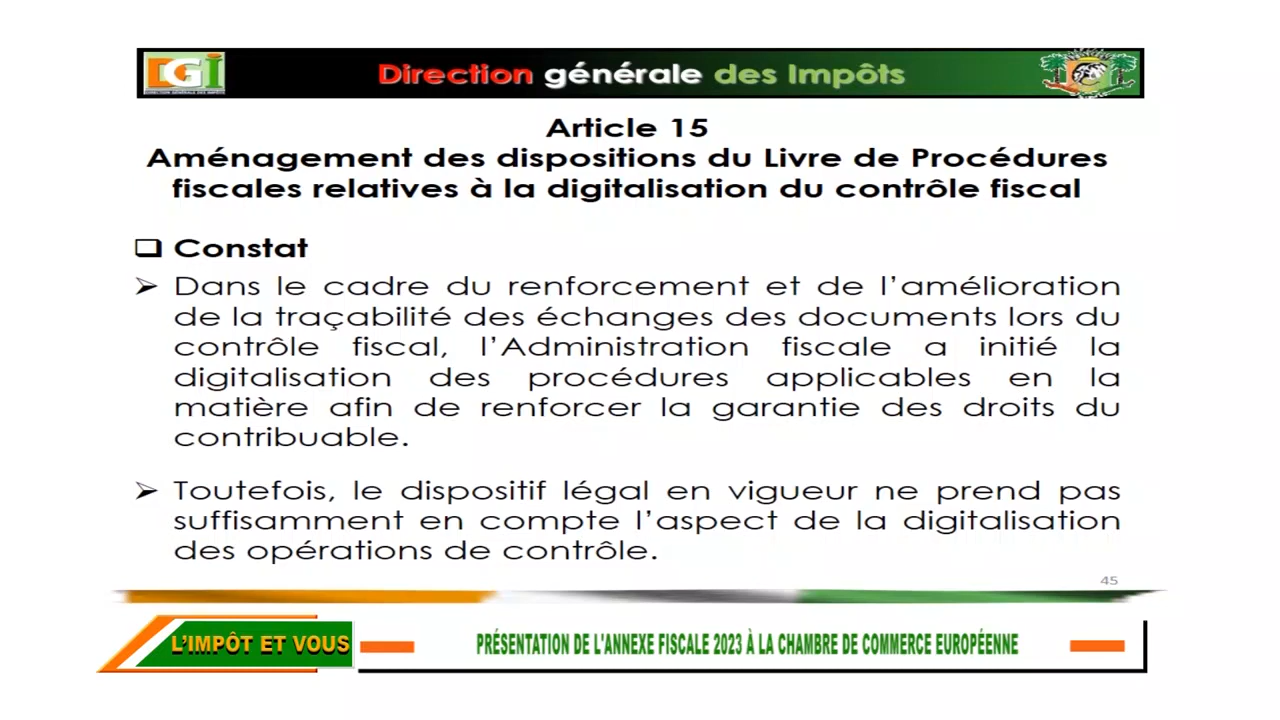 DGI
Direction générale des Impôts
Article 15
Aménagement des dispositions du Livre de Procédures
fiscales relatives à la digitalisation du contrôle fiscal
Constat
Dans le cadre du renforcement et de l'amélioration
de la traçabilité des échanges des documents lors du
contrôle fiscal, l'Administration fiscale a initié la
digitalisation des procédures applicables en la
matière afin de renforcer la garantie des droits du
contribuable.
Toutefois, le dispositif légal en vigueur ne prend pas
suffisamment en compte l'aspect de la digitalisation
des opérations de contrôle.
45
L'IMPÔT ET VOUS
PRÉSENTATION DE L'ANNEXE FISCALE 2023 À LA CHAMBRE DE COMMERCE EUROPÉENNE